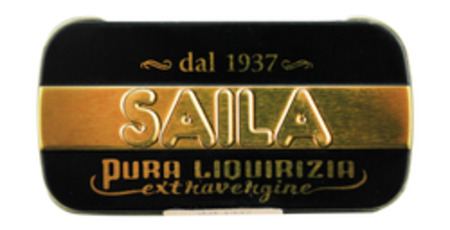 dal 1937
SAILA
PURA LIQUIRIZIA
extravergine